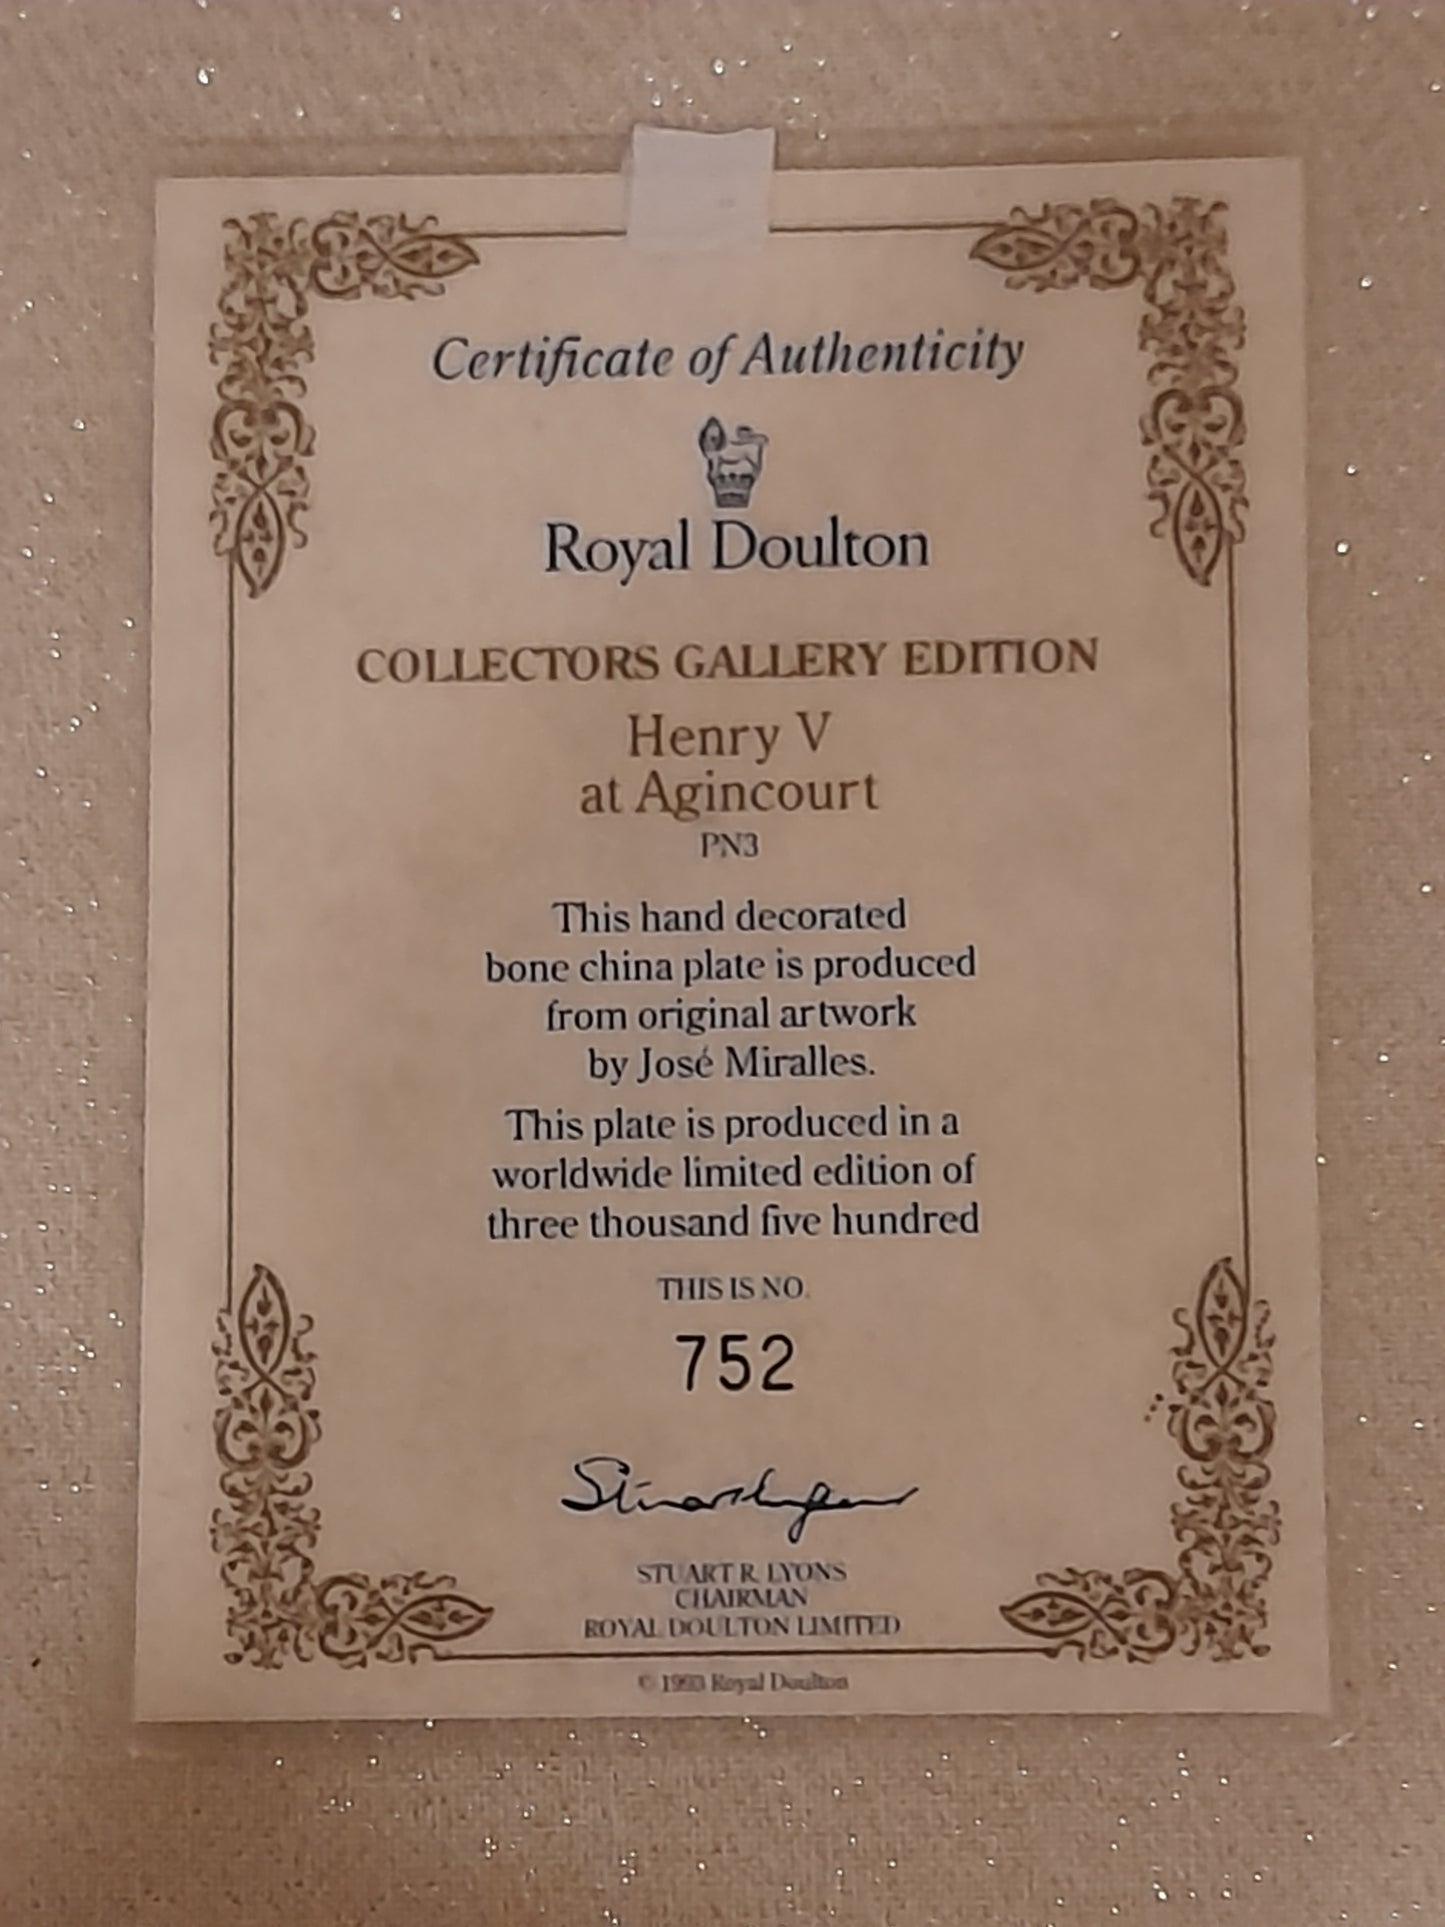 Certificate of Authenticity
Royal Doulton
COLLECTORS GALLERY EDITION
Henry V
at Agincourt
PN3
This hand decorated
bone china plate is produced
from original artwork
by José Miralles.
This plate is produced in a
worldwide limited edition of
three thousand five hundred
THIS IS NO.
752
STUART R. LYONS
CHAIRMAN
ROYAL DOULTON LIMITED
© 1993 Royal Doulton